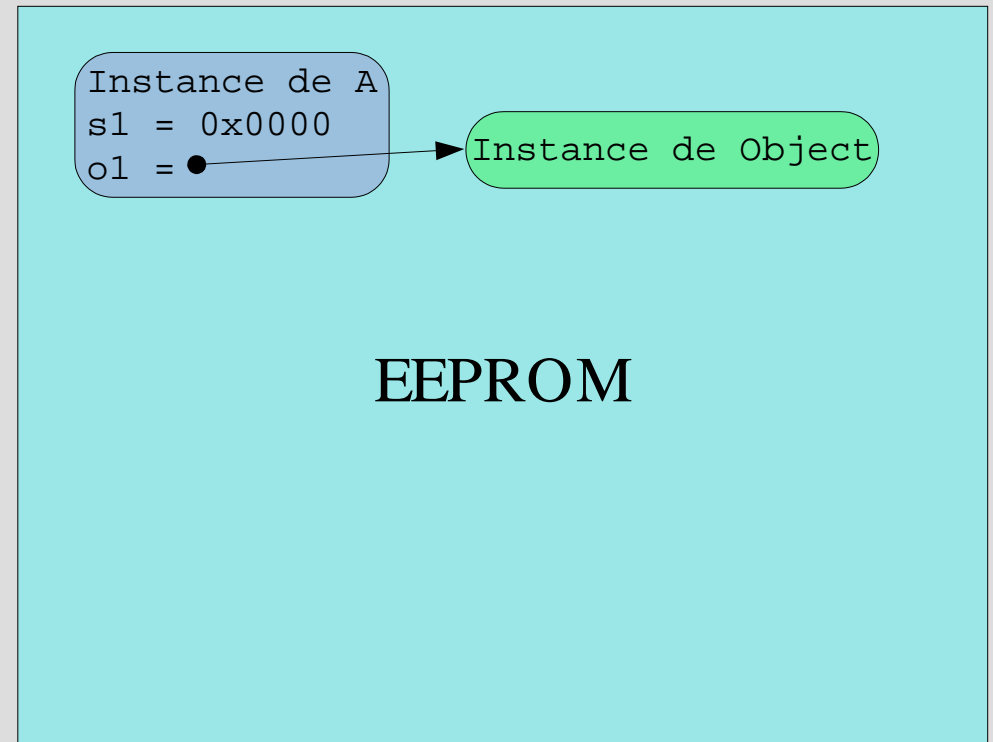 Instance de A
s1 = 0x0000
o1 =
Instance de Object
EEPROM